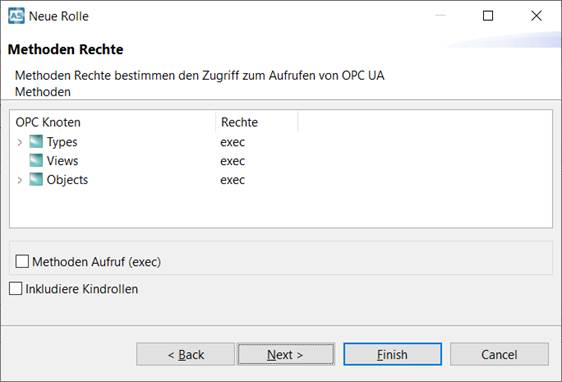 Neue Rolle
Methoden Rechte
Methoden Rechte bestimmen den Zugriff zum Aufrufen von OPC UA
Methoden
OPC Knoten Rechte
Types exec
Views exec
Objects exec
Methoden Aufruf (exec)
Inkludiere Kindrollen
< Back Next > Finish Cancel